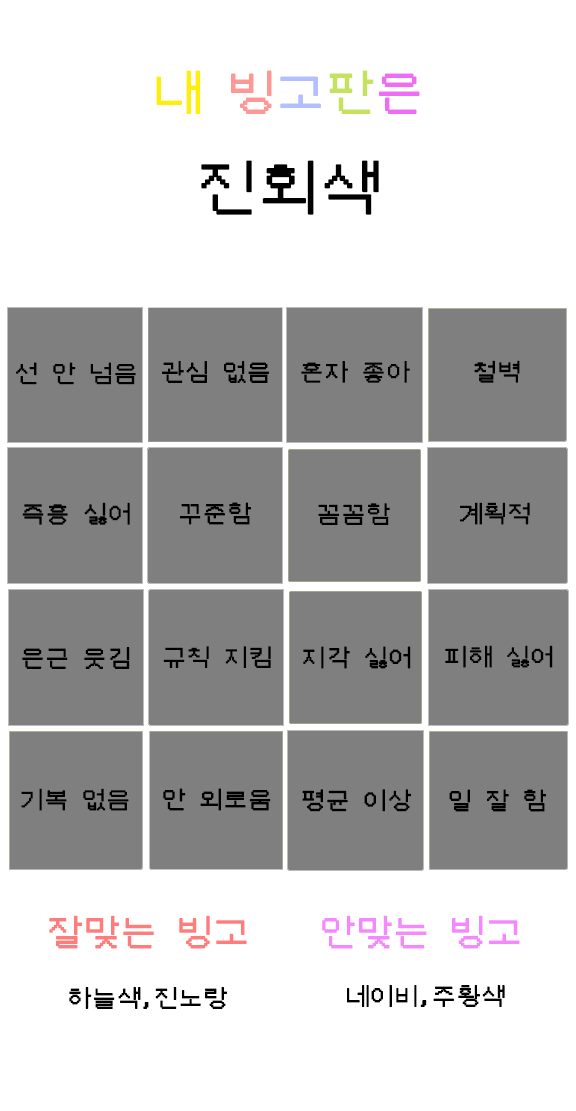 내 빙고판은
진회색
선 안 넘음 관심 없음 혼자 좋아 철벽
즉흥 싫어 꾸준함 꼼꼼함 계획적
은근 웃김 규칙 지킴 지각 싫어 피해 싫어
기복 없음 안 외로움 평균 이상 일 잘 함
잘맞는 빙고 안맞는 빙고
하늘색, 진노랑 네이비, 주황색